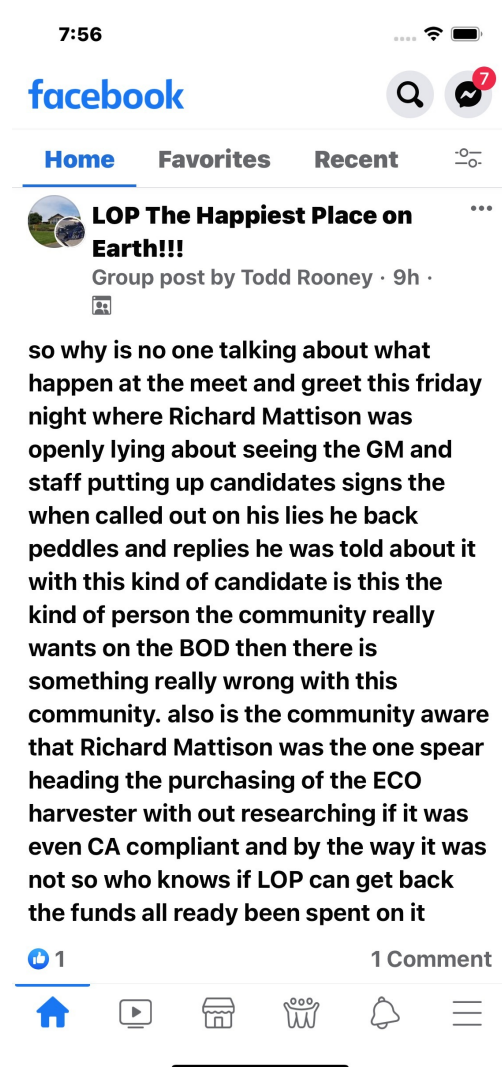 7:56
facebook
7
Home Favorites Recent
LOP The Happiest Place on
Earth!!!
Group post by Todd Rooney · 9h ·
so why is no one talking about what
happen at the meet and greet this friday
night where Richard Mattison was
openly lying about seeing the GM and
staff putting up candidates signs the
when called out on his lies he back
peddles and replies he was told about it
with this kind of candidate is this the
kind of person the community really
wants on the BOD then there is
something really wrong with this
community. also is the community aware
that Richard Mattison was the one spear
heading the purchasing of the ECO
harvester with out researching if it was
even CA compliant and by the way it was
not so who knows if LOP can get back
the funds all ready been spent on it
1 1 Comment